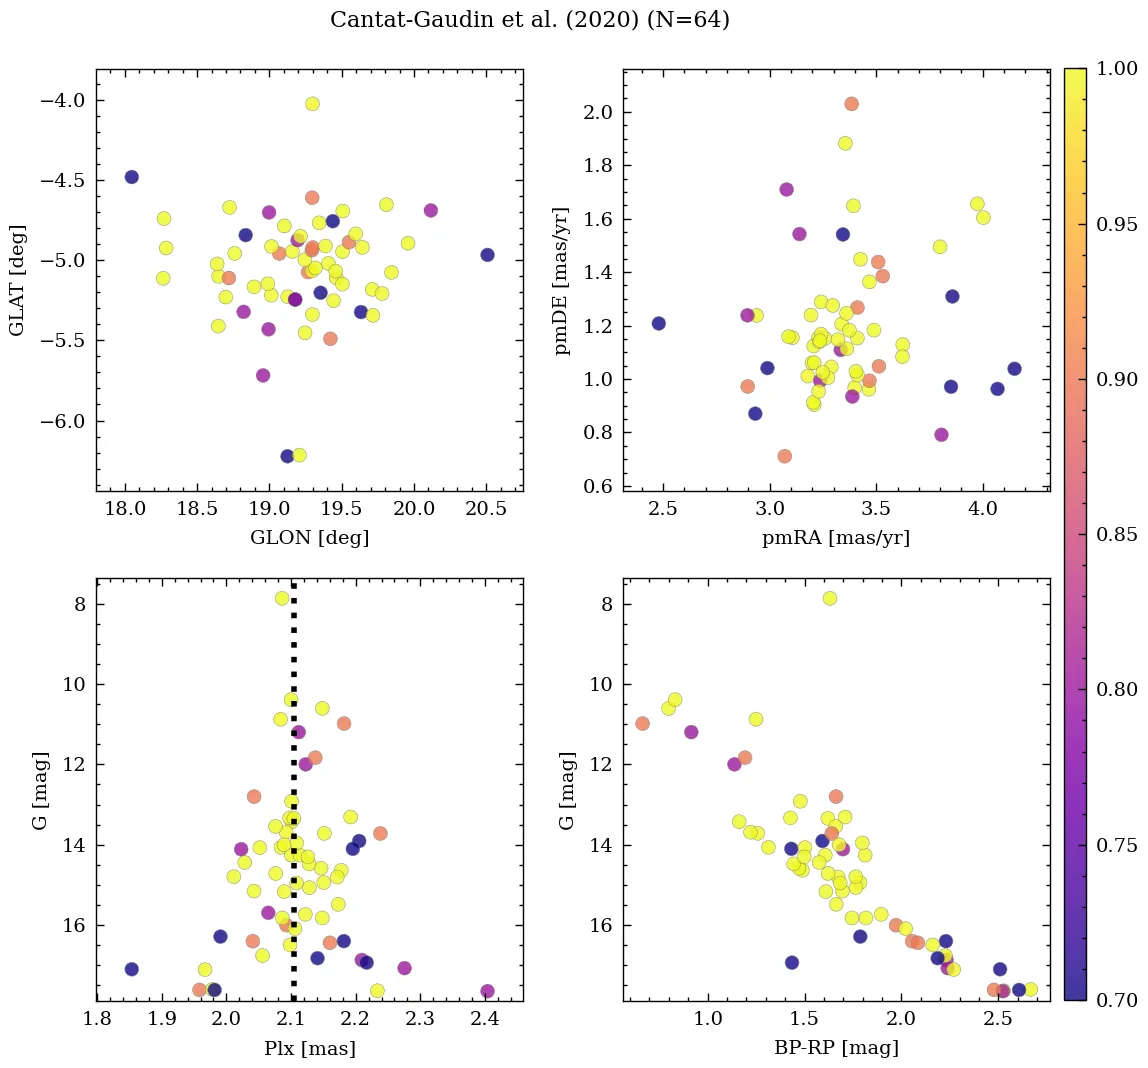 Cantat-Gaudin et al. (2020) (N=64)
−4.0
−4.5
−5.0
−5.5
−6.0
GLAT [deg]
18.0 18.5 19.0 19.5 20.0 20.5
GLON [deg]
2.0
1.8
1.6
1.4
1.2
1.0
0.8
0.6
pmDE [mas/yr]
2.5 3.0 3.5 4.0
pmRA [mas/yr]
8
10
12
14
16
G [mag]
1.8 1.9 2.0 2.1 2.2 2.3 2.4
Plx [mas]
8
10
12
14
16
G [mag]
1.0 1.5 2.0 2.5
BP-RP [mag]
1.00
0.95
0.90
0.85
0.80
0.75
0.70